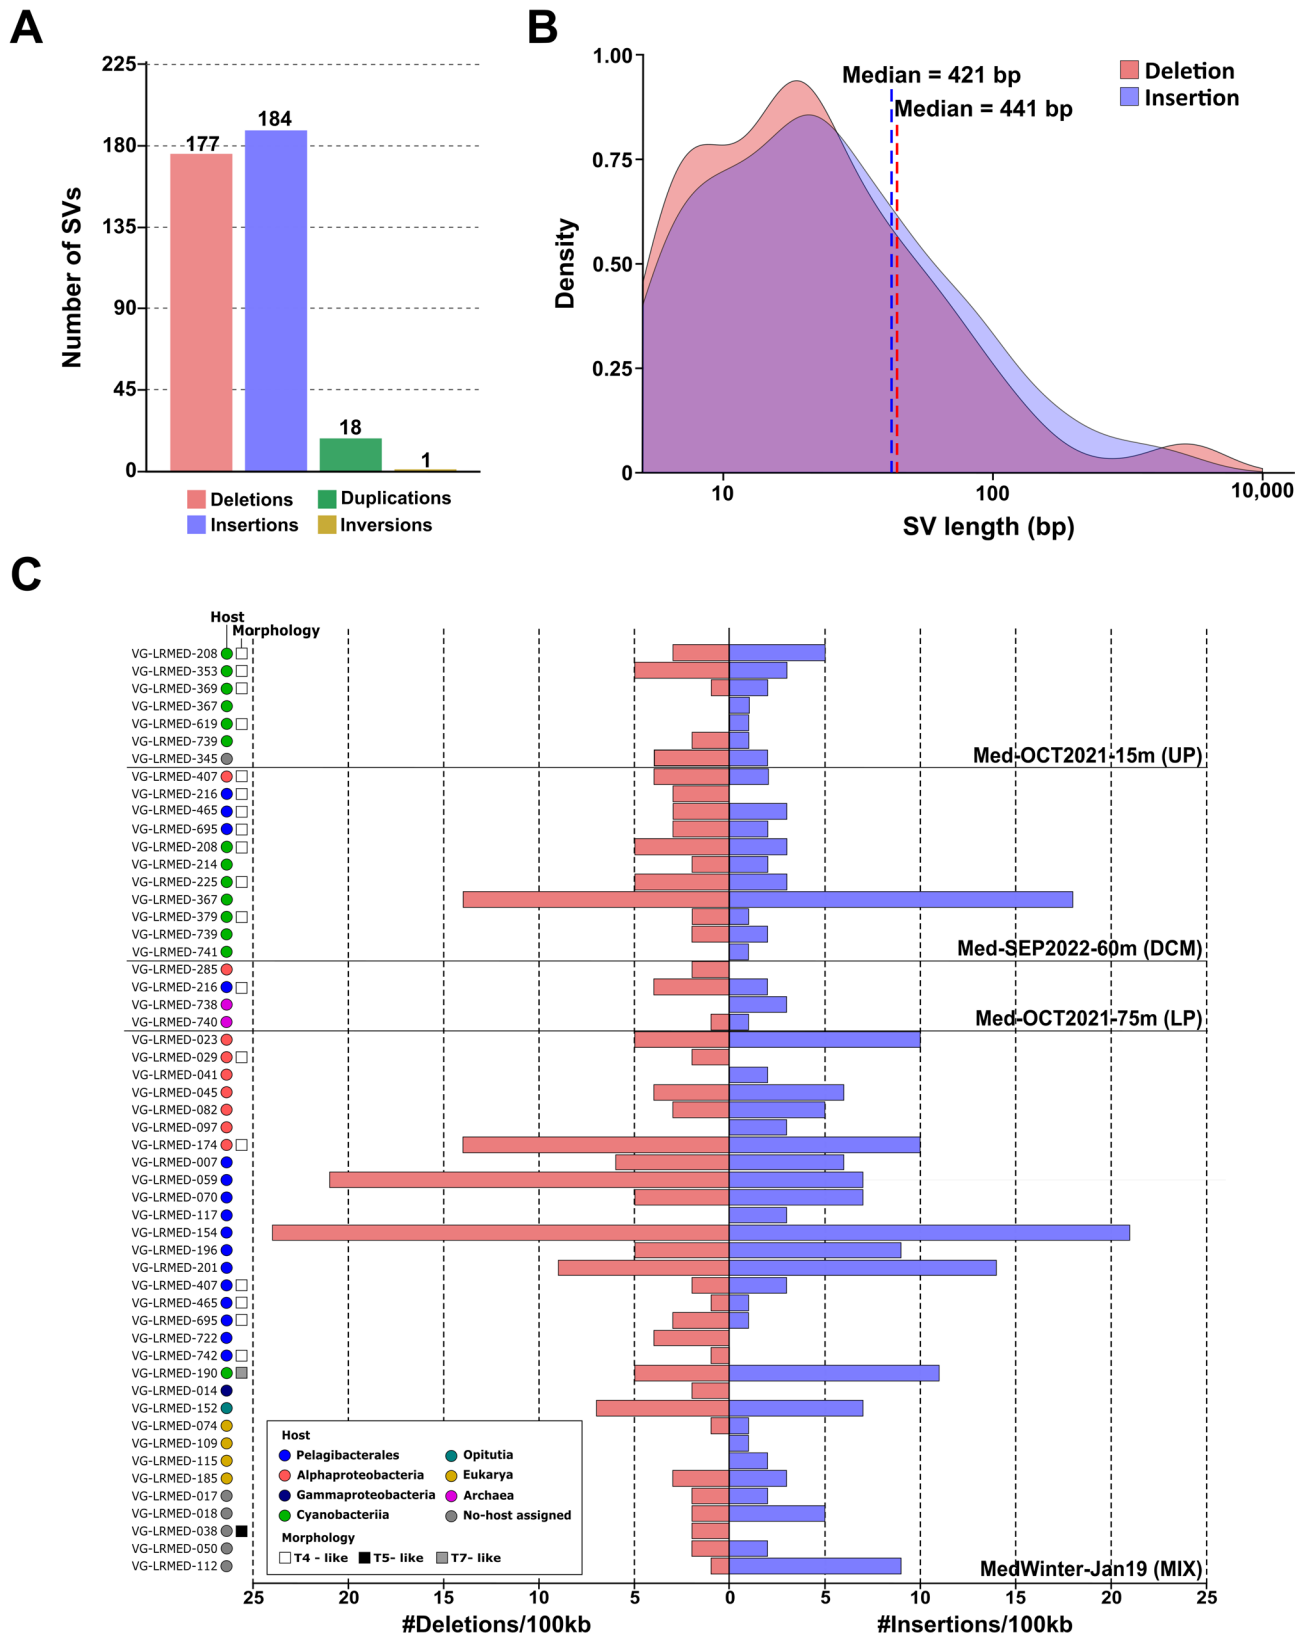 A
225
180
135
90
45
0
Number of SVs
177
184
18
1
Deletions
Duplications
Insertions
Inversions
B
1.00
0.75
0.50
0.25
0
Density
Median = 421 bp
Median = 441 bp
Deletion
Insertion
10 100 10,000
SV length (bp)
C
Host
Morphology
VG-LRMED-208
VG-LRMED-353
VG-LRMED-369
VG-LRMED-367
VG-LRMED-619
VG-LRMED-739
VG-LRMED-345
Med-OCT2021-15m (UP)
VG-LRMED-407
VG-LRMED-216
VG-LRMED-465
VG-LRMED-695
VG-LRMED-208
VG-LRMED-214
VG-LRMED-225
VG-LRMED-367
VG-LRMED-379
VG-LRMED-739
VG-LRMED-741
Med-SEP2022-60m (DCM)
VG-LRMED-285
VG-LRMED-216
VG-LRMED-738
VG-LRMED-740
Med-OCT2021-75m (LP)
VG-LRMED-023
VG-LRMED-029
VG-LRMED-041
VG-LRMED-045
VG-LRMED-082
VG-LRMED-097
VG-LRMED-174
VG-LRMED-007
VG-LRMED-059
VG-LRMED-070
VG-LRMED-117
VG-LRMED-154
VG-LRMED-196
VG-LRMED-201
VG-LRMED-407
VG-LRMED-465
VG-LRMED-695
VG-LRMED-722
VG-LRMED-742
VG-LRMED-190
VG-LRMED-014
VG-LRMED-152
VG-LRMED-074
VG-LRMED-109
VG-LRMED-115
VG-LRMED-185
VG-LRMED-017
VG-LRMED-018
VG-LRMED-038
VG-LRMED-050
VG-LRMED-112
MedWinter-Jan19 (MIX)
Host
Pelagibacterales
Opitutia
Alphaproteobacteria
Eukarya
Gammaproteobacteria
Archaea
Cyanobacteriia
No-host assigned
Morphology
T4 - like T5- like T7- like
25 20 15 10 5 0 5 10 15 20 25
#Deletions/100kb
#Insertions/100kb